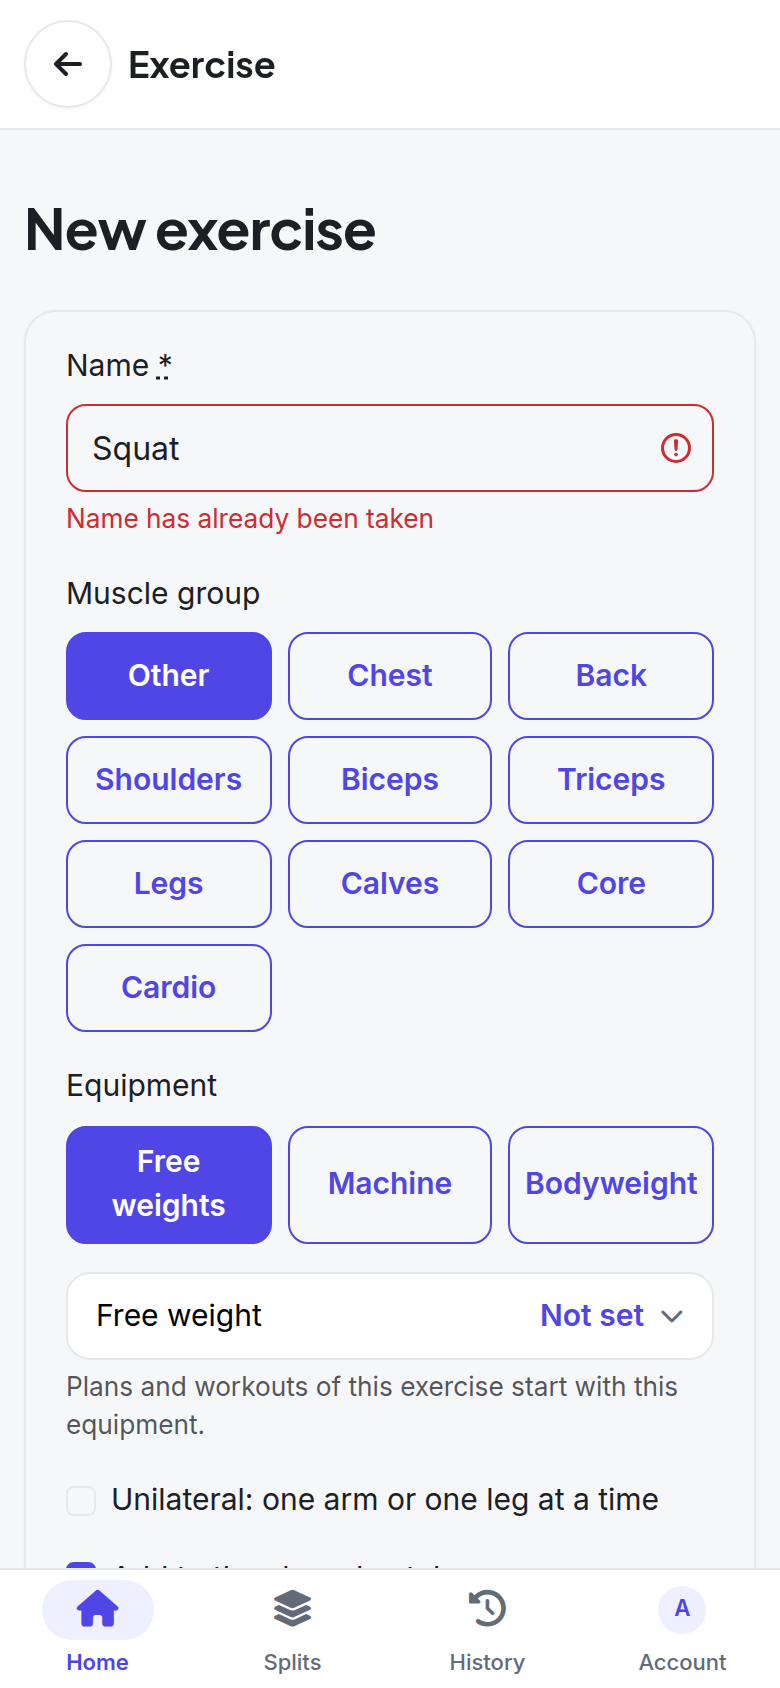 Exercise
New exercise
Name *
Squat
Name has already been taken
Muscle group
Other
Chest
Back
Shoulders
Biceps
Triceps
Legs
Calves
Core
Cardio
Equipment
Free
weights
Machine
Bodyweight
Free weight
Not set
Plans and workouts of this exercise start with this
equipment.
Unilateral: one arm or one leg at a time
Home
Splits
History
A
Account